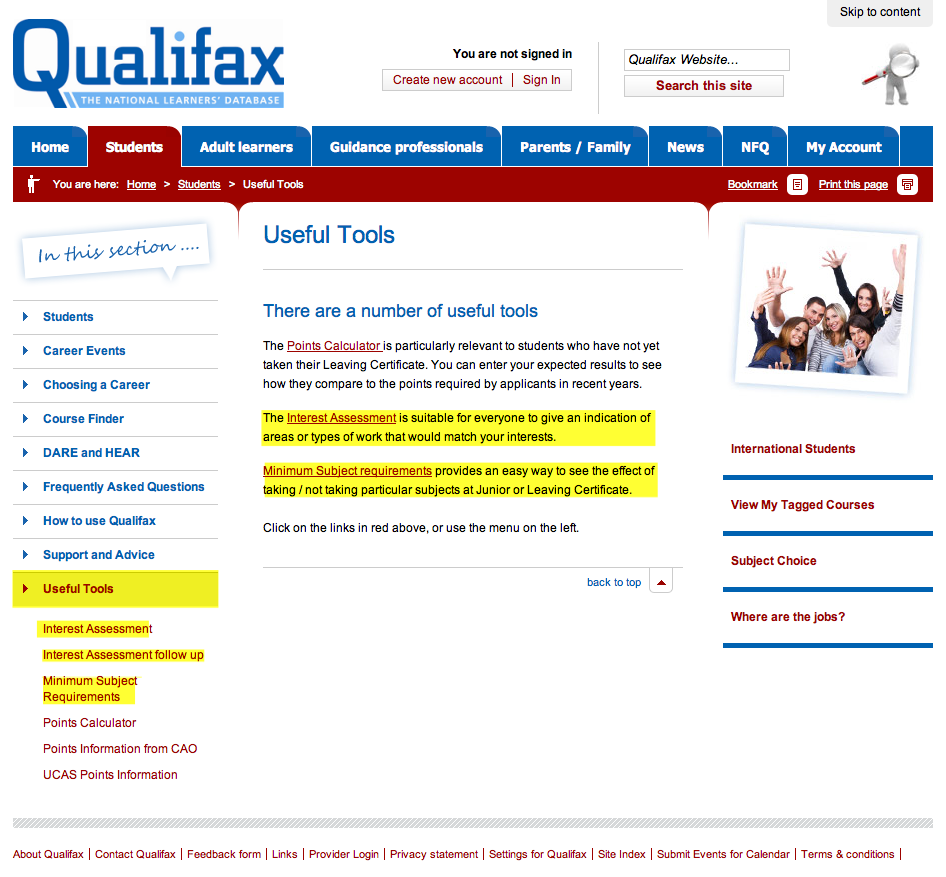 Skip to content
Qualifax
THE NATIONAL LEARNERS' DATABASE
You are not signed in
Create new account | Sign In
Qualifax Website...
Search this site
Home
Students
Adult learners
Guidance professionals
Parents / Family
News
NFQ
My Account
You are here: Home > Students > Useful Tools
Bookmark
Print this page
In this section ....
Students
Career Events
Choosing a Career
Course Finder
DARE and HEAR
Frequently Asked Questions
How to use Qualifax
Support and Advice
Useful Tools
Interest Assessment
Interest Assessment follow up
Minimum Subject
Requirements
Points Calculator
Points Information from CAO
UCAS Points Information
Useful Tools
There are a number of useful tools
The Points Calculator is particularly relevant to students who have not yet
taken their Leaving Certificate. You can enter your expected results to see
how they compare to the points required by applicants in recent years.
The Interest Assessment is suitable for everyone to give an indication of
areas or types of work that would match your interests.
Minimum Subject requirements provides an easy way to see the effect of
taking / not taking particular subjects at Junior or Leaving Certificate.
Click on the links in red above, or use the menu on the left.
back to top
International Students
View My Tagged Courses
Subject Choice
Where are the jobs?
About Qualifax | Contact Qualifax | Feedback form | Links | Provider Login | Privacy statement | Settings for Qualifax | Site Index | Submit Events for Calendar | Terms & conditions |